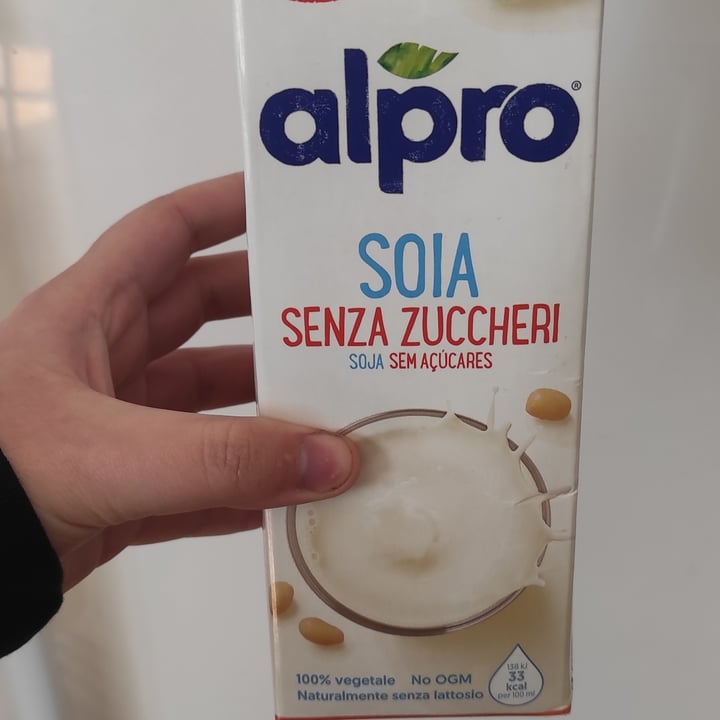 alpro®
SOIA
SENZA ZUCCHERI
SOJA SEM AÇÚCARES
100% vegetale No OGM
Naturalmente senza lattosio
138 kJ
33
kcal
per 100 ml